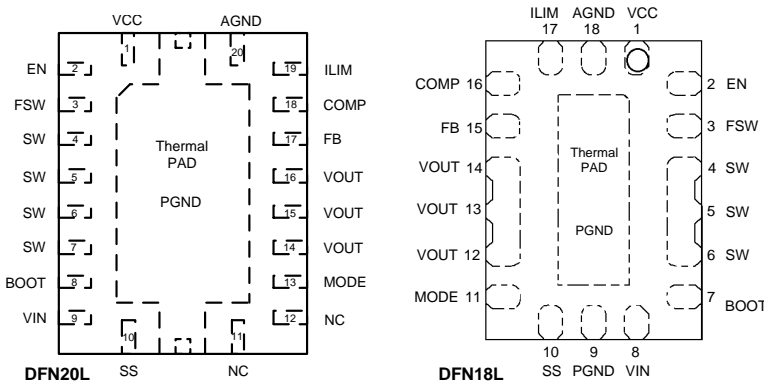 VCC AGND
1 20
EN 2 19 ILIM
FSW 3 18 COMP
SW 4 17 FB
Thermal
PAD
SW 5 16 VOUT
PGND
SW 6 15 VOUT
SW 7 14 VOUT
BOOT 8 13 MODE
VIN 9 12 NC
10 11
SS NC
DFN20L
ILIM AGND VCC
17 18 1
COMP 16 2 EN
FB 15 3 FSW
Thermal
PAD
VOUT 14 4 SW
VOUT 13 5 SW
PGND
VOUT 12 6 SW
MODE 11 7 BOOT
10 9 8
SS PGND VIN
DFN18L